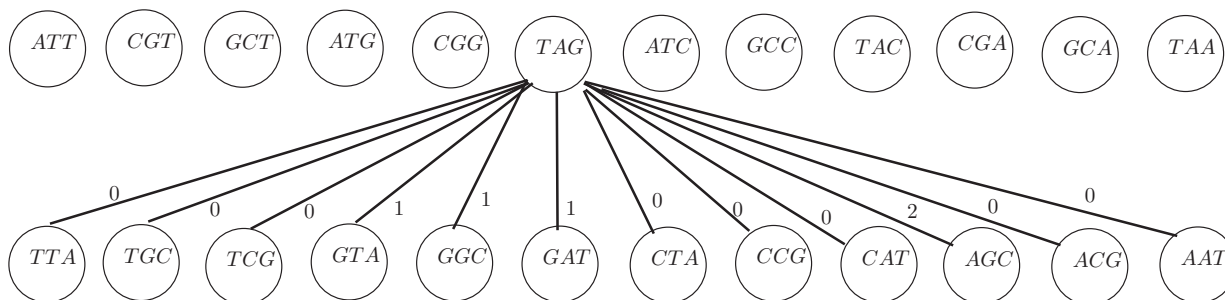 ATT CGT GCT ATG CGG TAG ATC GCC TAC CGA GCA TAA
0 0 0 1 1 1 0 0 0 2 0 0
TTA TGC TCG GTA GGC GAT CTA CCG CAT AGC ACG AAT